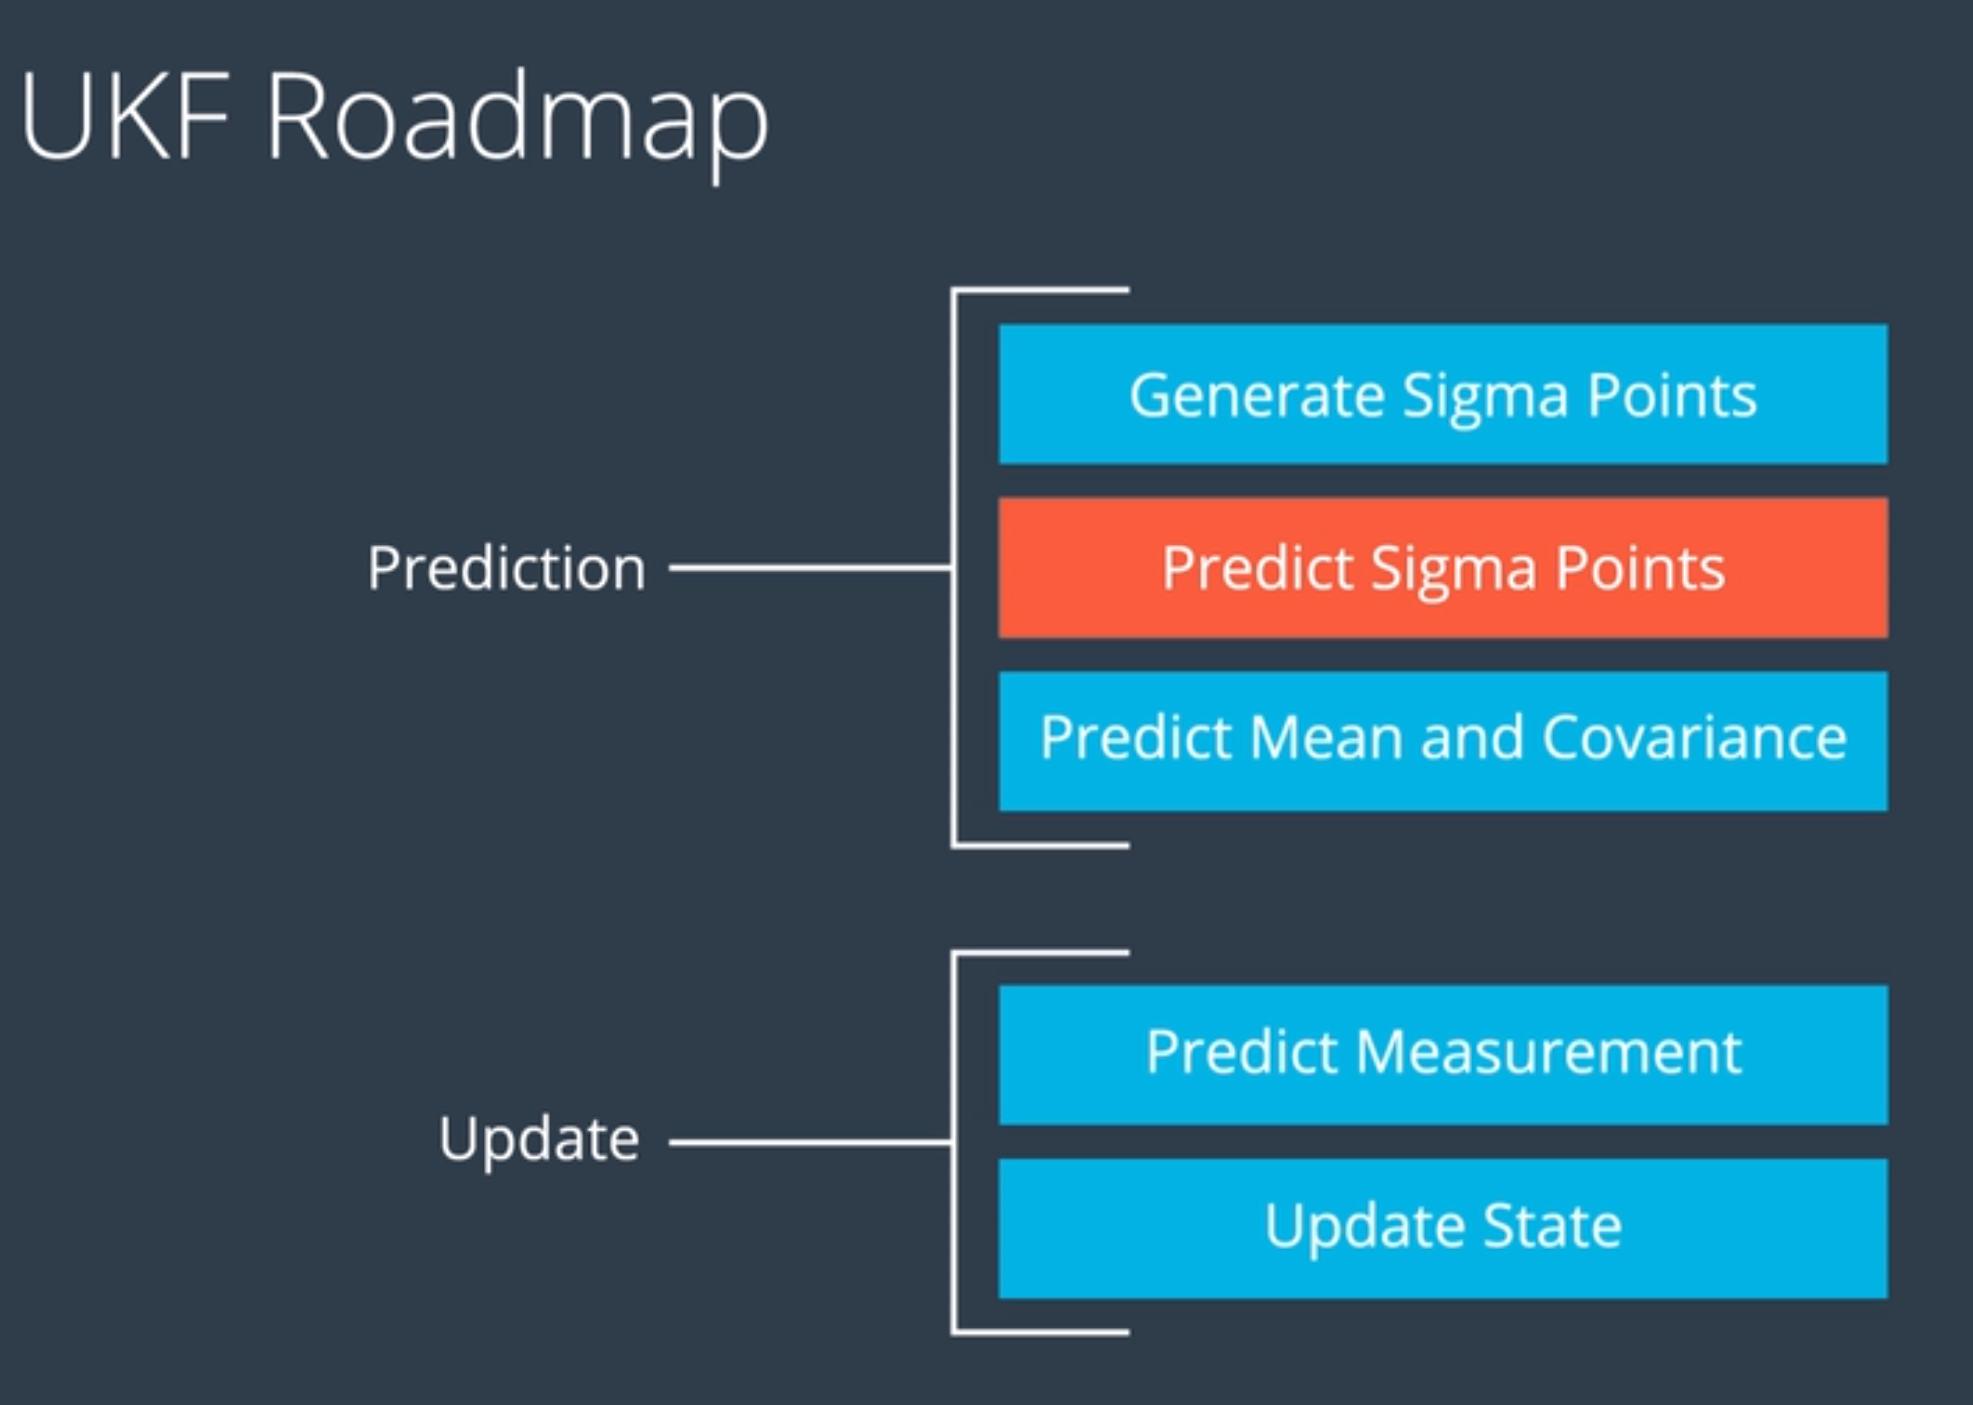 UKF Roadmap
Prediction
Generate Sigma Points
Predict Sigma Points
Predict Mean and Covariance
Update
Predict Measurement
Update State